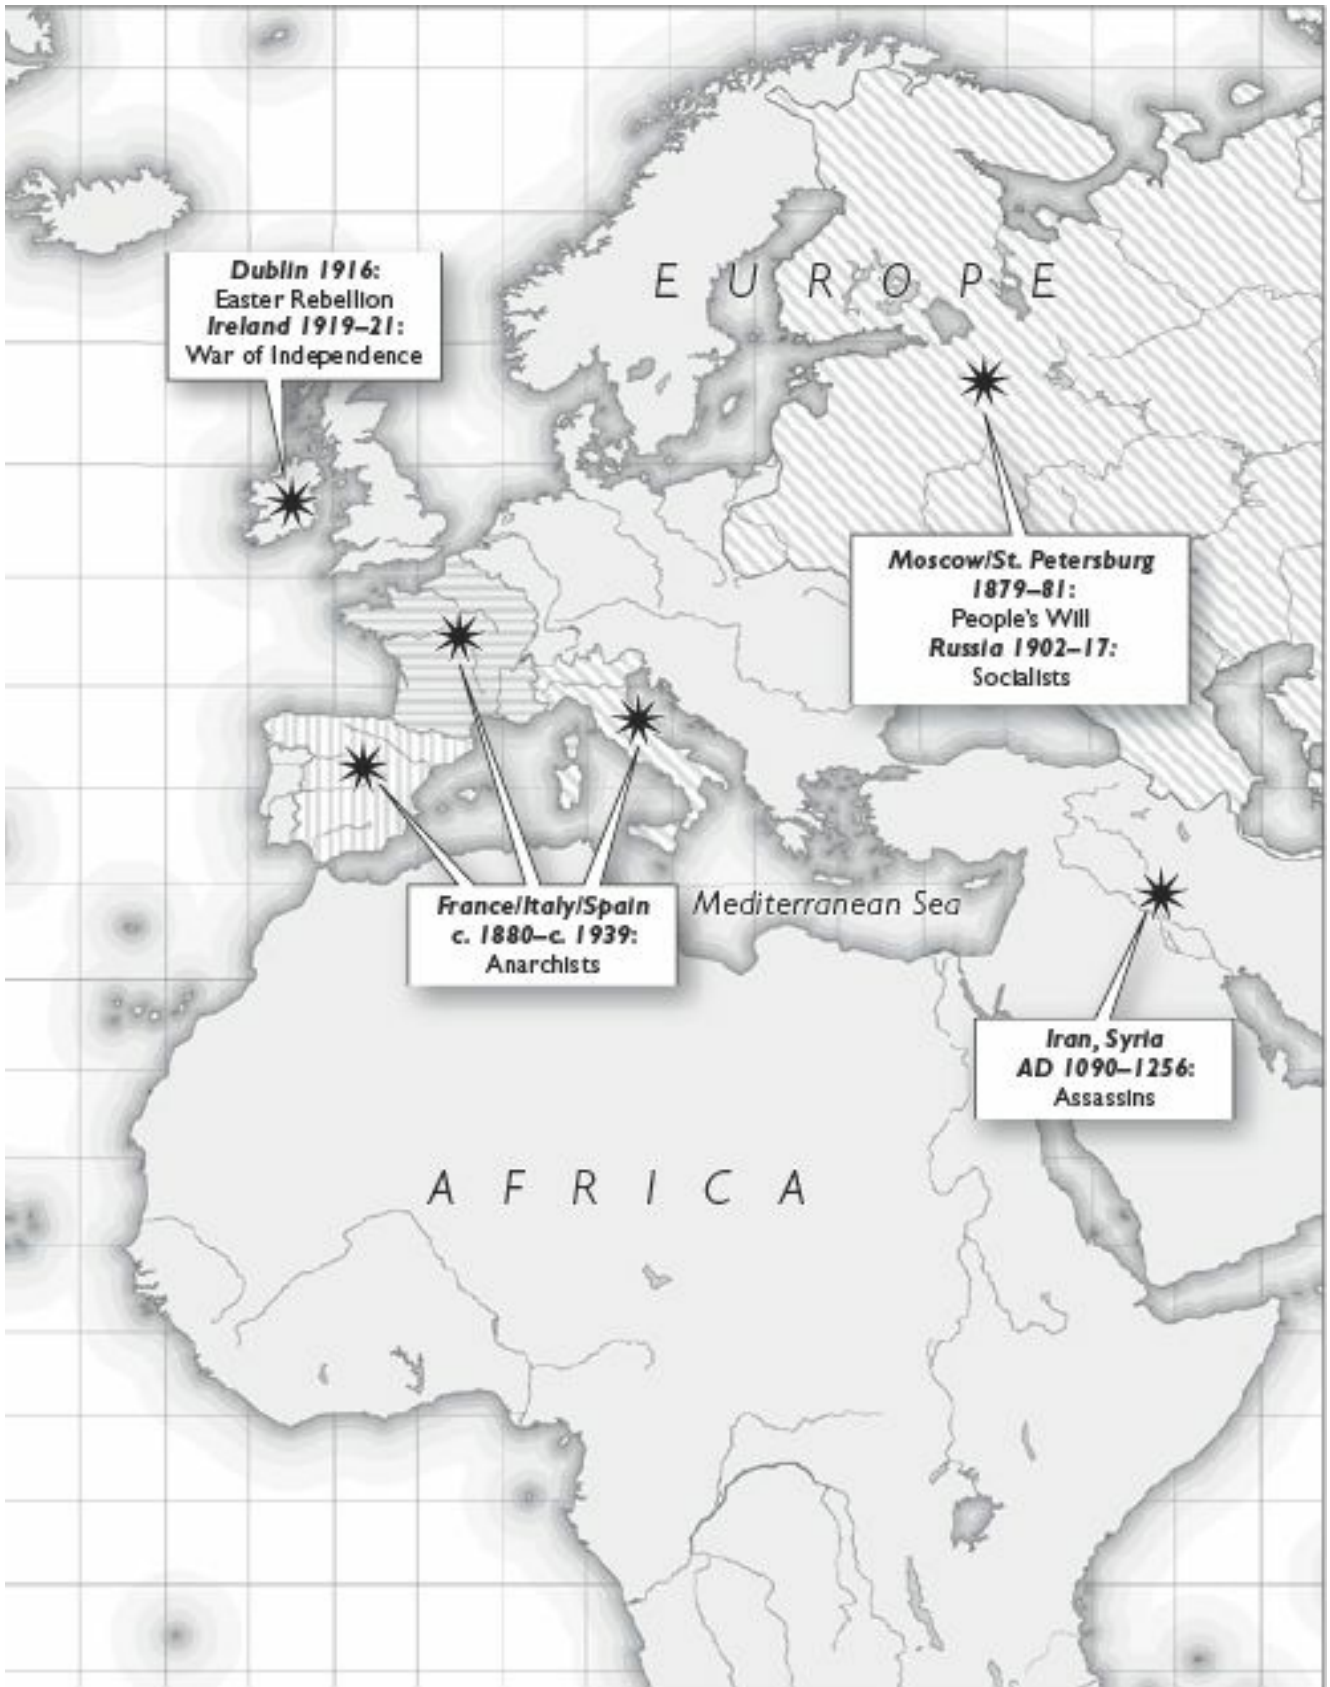 Dublin 1916:
Easter Rebellion
Ireland 1919–21:
War of Independence
E U R O P E
Moscow/St. Petersburg
1879–81:
People's Will
Russia 1902–17:
Socialists
France/Italy/Spain
c. 1880–c. 1939:
Anarchists
Mediterranean Sea
Iran, Syria
AD 1090–1256:
Assassins
A F R I C A